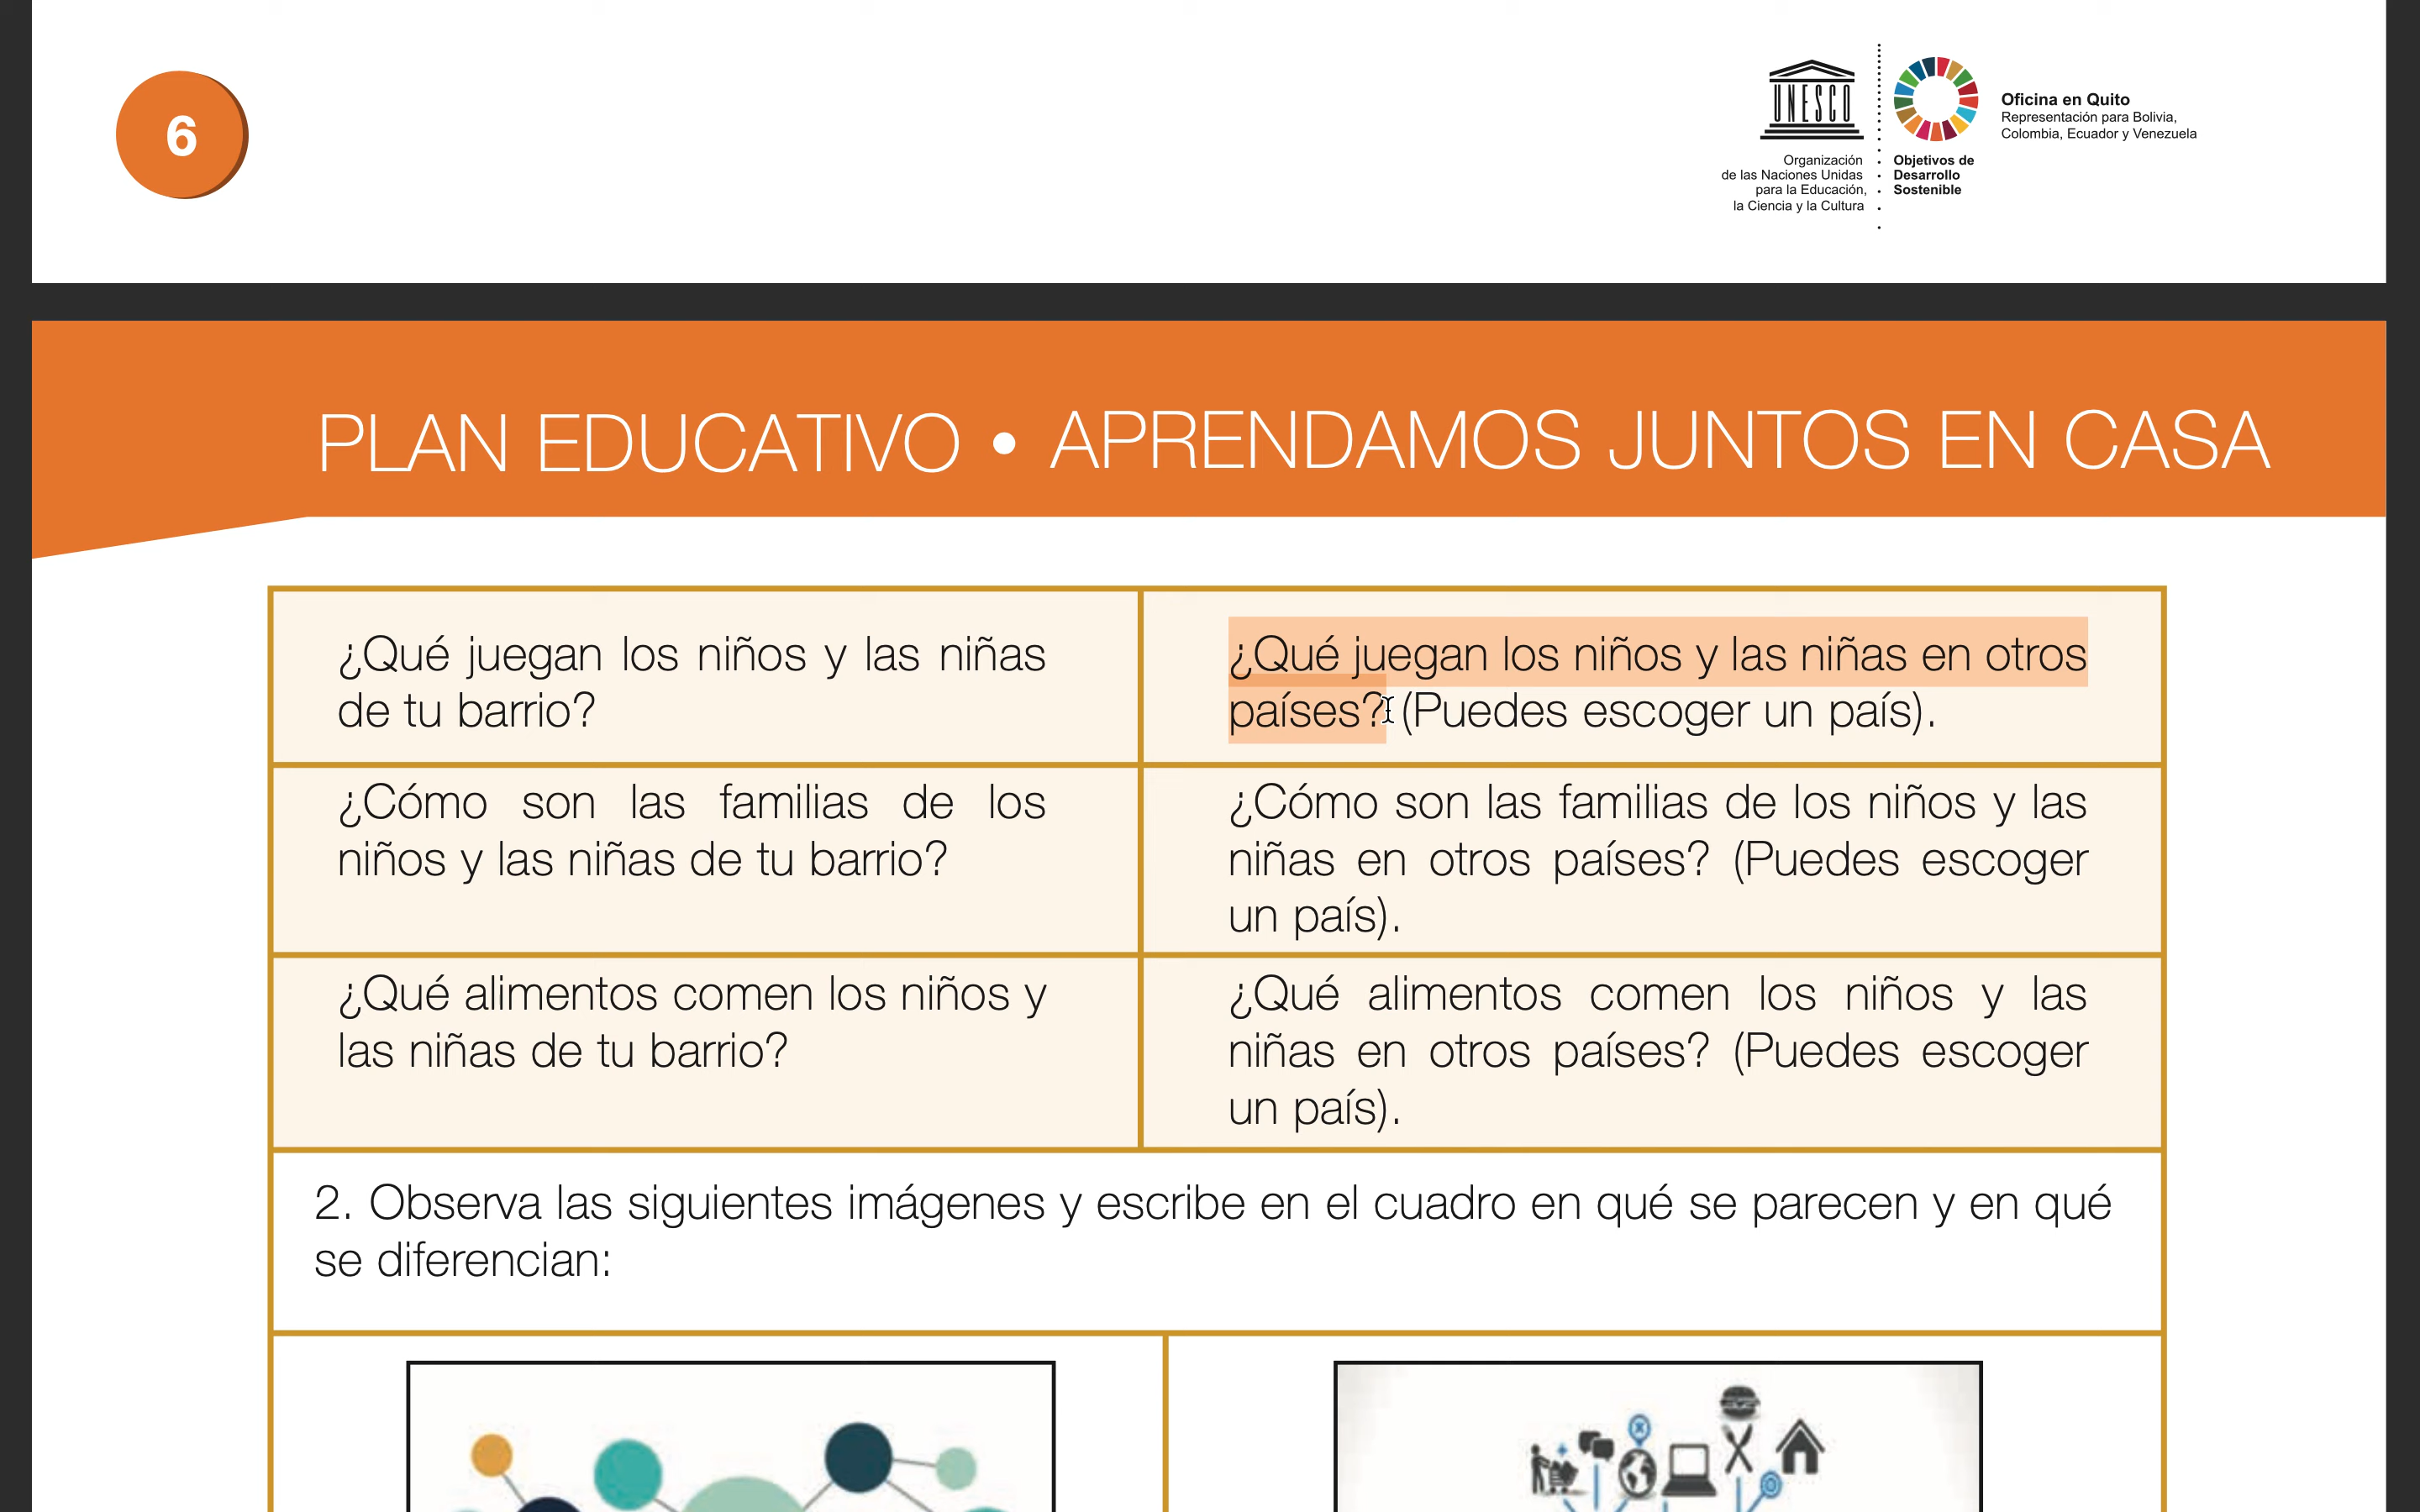 6
UNESCO
Organización
de las Naciones Unidas
para la Educación,
la Ciencia y la Cultura
Objetivos de
Desarrollo
Sostenible
Oficina en Quito
Representación para Bolivia,
Colombia, Ecuador y Venezuela
PLAN EDUCATIVO • APRENDAMOS JUNTOS EN CASA
¿Qué juegan los niños y las niñas
de tu barrio?
¿Qué juegan los niños y las niñas en otros
países? (Puedes escoger un país).
¿Cómo son las familias de los
niños y las niñas de tu barrio?
¿Cómo son las familias de los niños y las
niñas en otros países? (Puedes escoger
un país).
¿Qué alimentos comen los niños y
las niñas de tu barrio?
¿Qué alimentos comen los niños y las
niñas en otros países? (Puedes escoger
un país).
2. Observa las siguientes imágenes y escribe en el cuadro en qué se parecen y en qué
se diferencian: